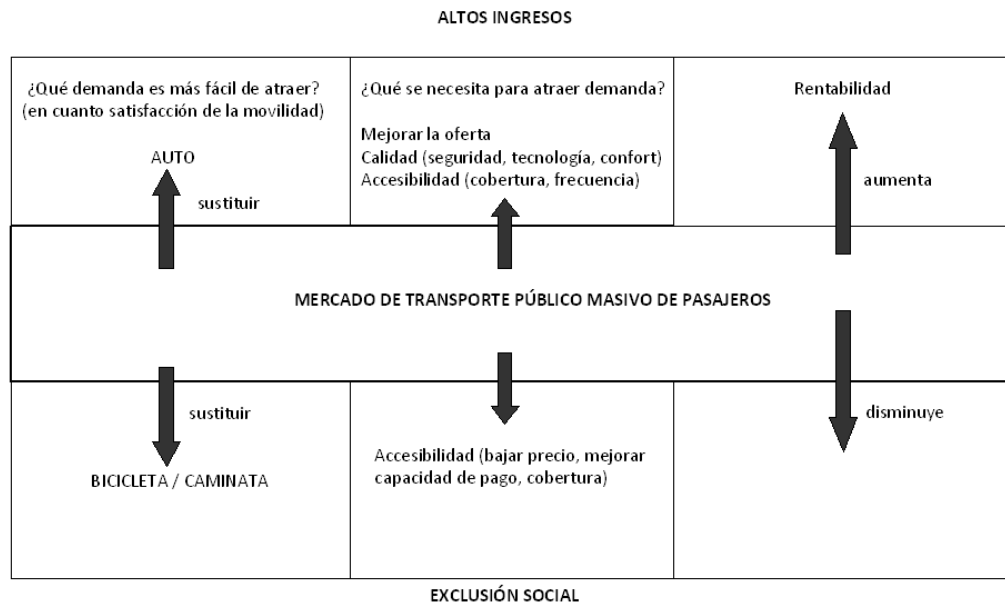 ALTOS INGRESOS
¿Qué demanda es más fácil de atraer?
(en cuanto satisfacción de la movilidad)
AUTO
sustituir
¿Qué se necesita para atraer demanda?
Mejorar la oferta
Calidad (seguridad, tecnología, confort)
Accesibilidad (cobertura, frecuencia)
Rentabilidad
aumenta
MERCADO DE TRANSPORTE PÚBLICO MASIVO DE PASAJEROS
sustituir
BICICLETA / CAMINATA
Accesibilidad (bajar precio, mejorar
capacidad de pago, cobertura)
disminuye
EXCLUSIÓN SOCIAL